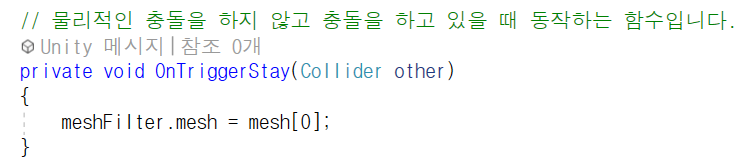 // 물리적인 충돌을 하지 않고 충돌을 하고 있을 때 동작하는 함수입니다.
Unity 메시지|참조 0개
private void OnTriggerStay(Collider other)
{
    meshFilter.mesh = mesh[0];
}